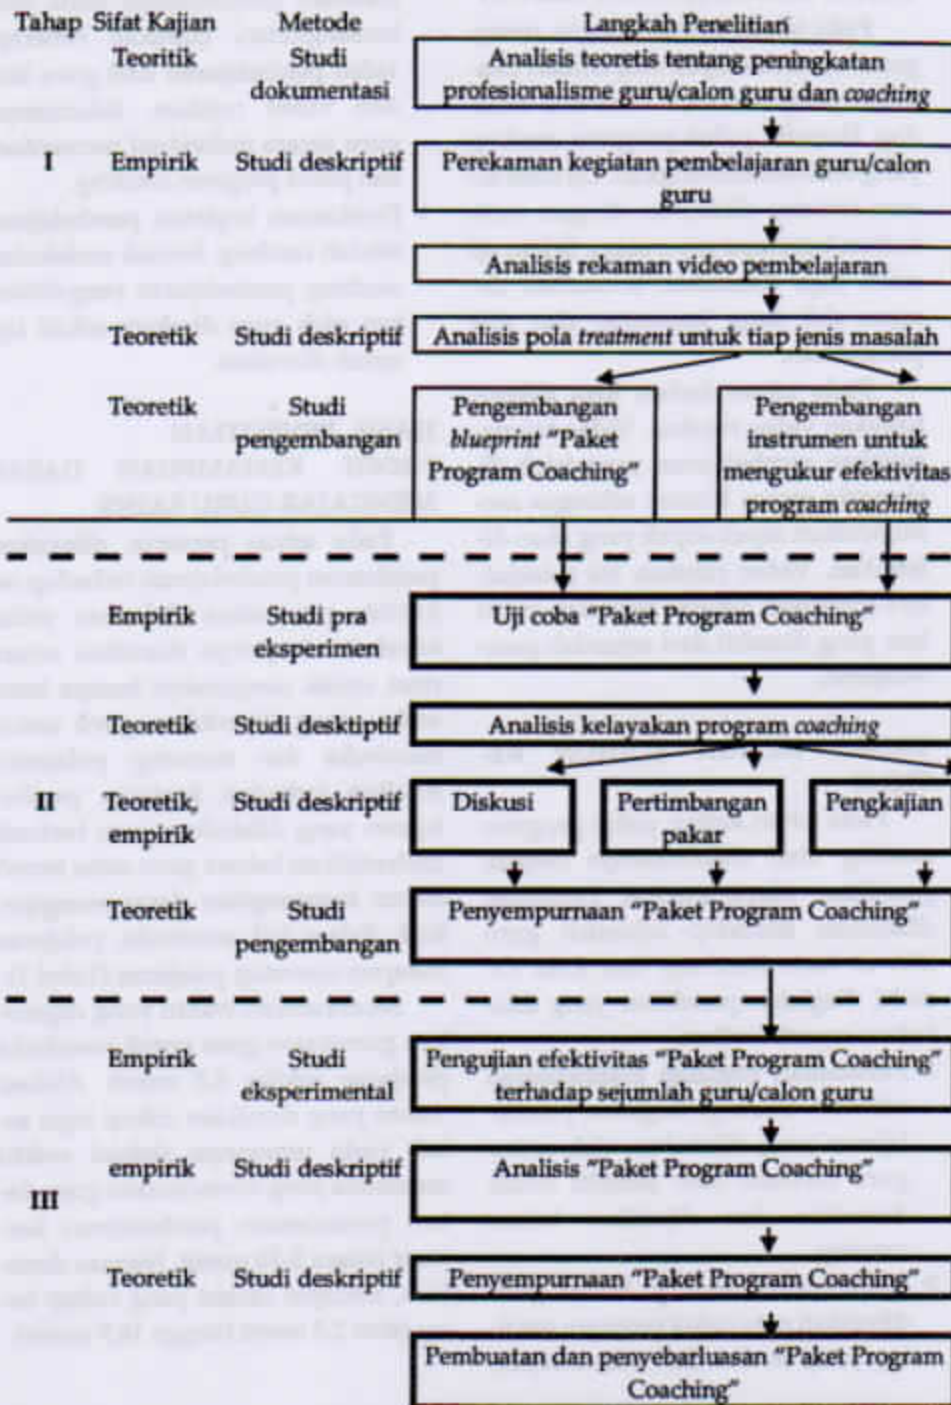 Tahap Sifat Kajian Metode Langkah Penelitian
Teoritik Studi dokumentasi
Analisis teoretis tentang peningkatan
profesionalisme guru/calon guru dan coaching
I Empirik Studi deskriptif
Perekaman kegiatan pembelajaran guru/calon
guru
Analisis rekaman video pembelajaran
Teoretik Studi deskriptif Analisis pola treatment untuk tiap jenis masalah
Teoretik Studi
pengembangan
Pengembangan
blueprint "Paket
Program Coaching"
Pengembangan
instrumen untuk
mengukur efektivitas
program coaching
Empirik Studi pra
eksperimen
Uji coba "Paket Program Coaching"
Teoretik Studi desktiptif Analisis kelayakan program coaching
II Teoretik,
empirik
Studi deskriptif
Diskusi
Pertimbangan
pakar
Pengkajian
Teoretik Studi
pengembangan
Penyempurnaan "Paket Program Coaching"
Empirik Studi
eksperimental
Pengujian efektivitas "Paket Program Coaching"
terhadap sejumlah guru/calon guru
empirik Studi deskriptif Analisis "Paket Program Coaching"
III
Teoretik Studi deskriptif Penyempurnaan "Paket Program Coaching"
Pembuatan dan penyebarluasan "Paket Program
Coaching"